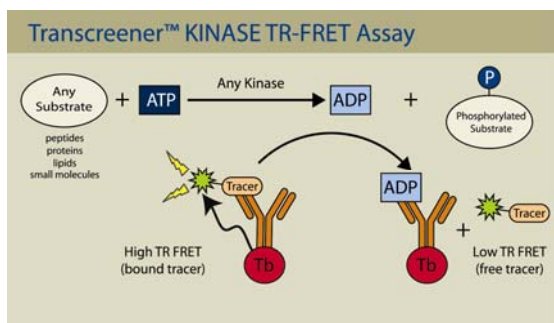 Transcreener™ KINASE TR-FRET Assay
Any
Substrate
+
ATP
Any Kinase
ADP
+
P
Phosphorylated
Substrate
peptides
proteins
lipids
small molecules
Tracer
ADP
High TR FRET
(bound tracer)
Tb
Tb
+
Tracer
Low TR FRET
(free tracer)